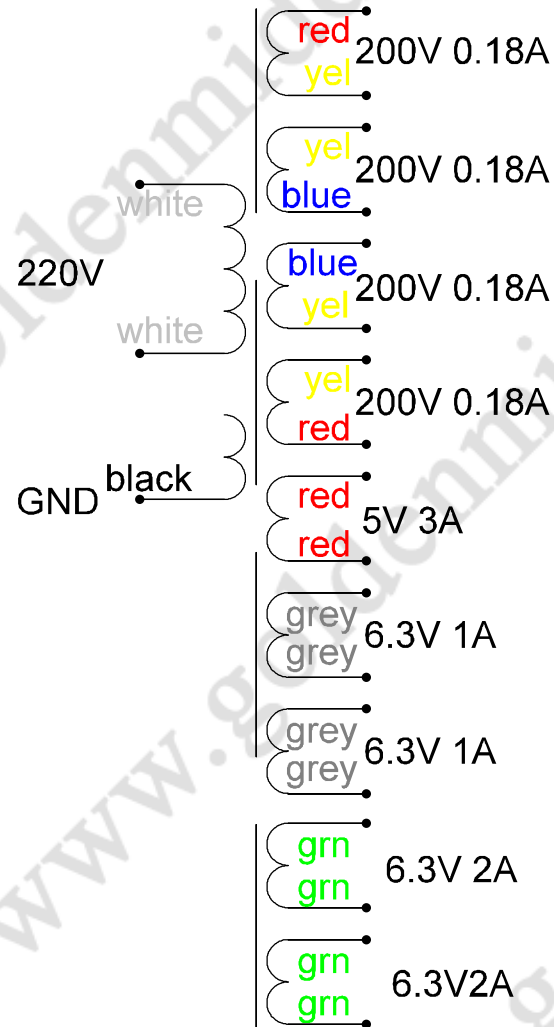 red
200V 0.18A
yel
yel
200V 0.18A
blue
white
220V
white
blue
200V 0.18A
yel
yel
200V 0.18A
red
black
GND
red
5V 3A
red
grey
6.3V 1A
grey
grey
6.3V 1A
grey
grn
6.3V 2A
grn
grn
6.3V2A
grn
www.goldenmid